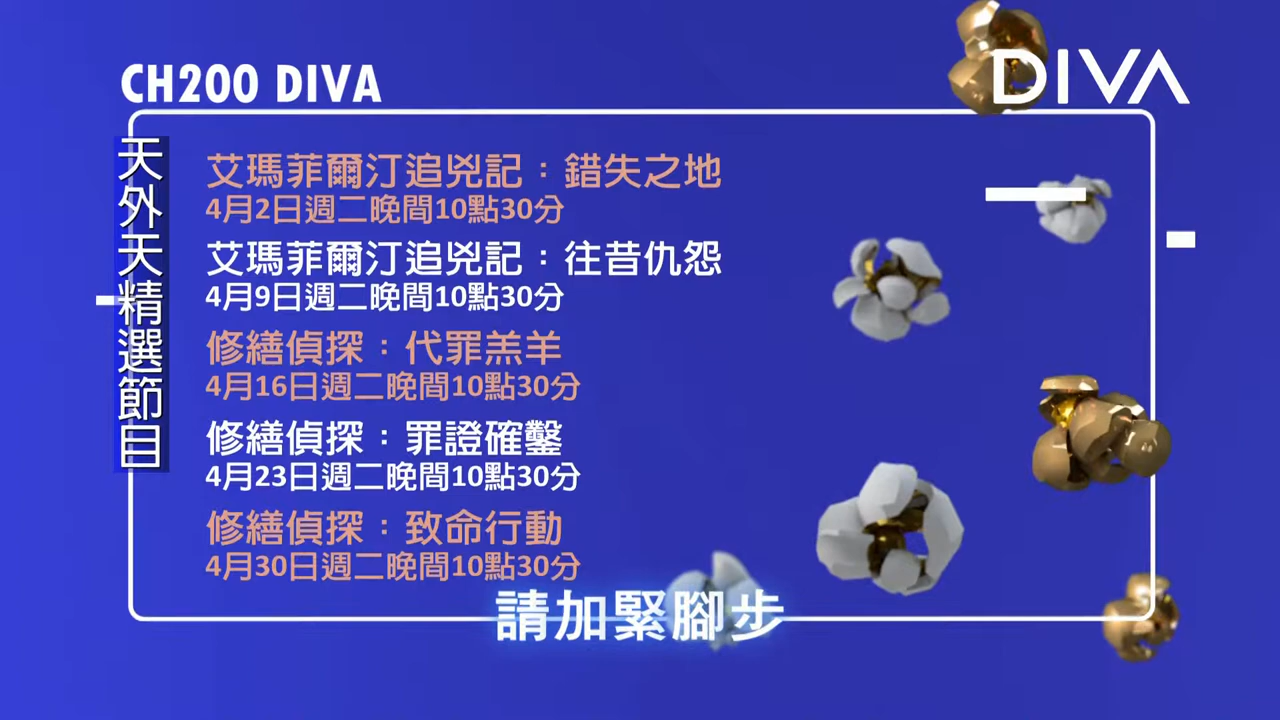 CH200 DIVA
DIVA
天外天精選節目
艾瑪菲爾汀追兇記：錯失之地
4月2日週二晚間10點30分
艾瑪菲爾汀追兇記：往昔仇怨
4月9日週二晚間10點30分
修繕偵探：代罪羔羊
4月16日週二晚間10點30分
修繕偵探：罪證確鑿
4月23日週二晚間10點30分
修繕偵探：致命行動
4月30日週二晚間10點30分
請加緊腳步